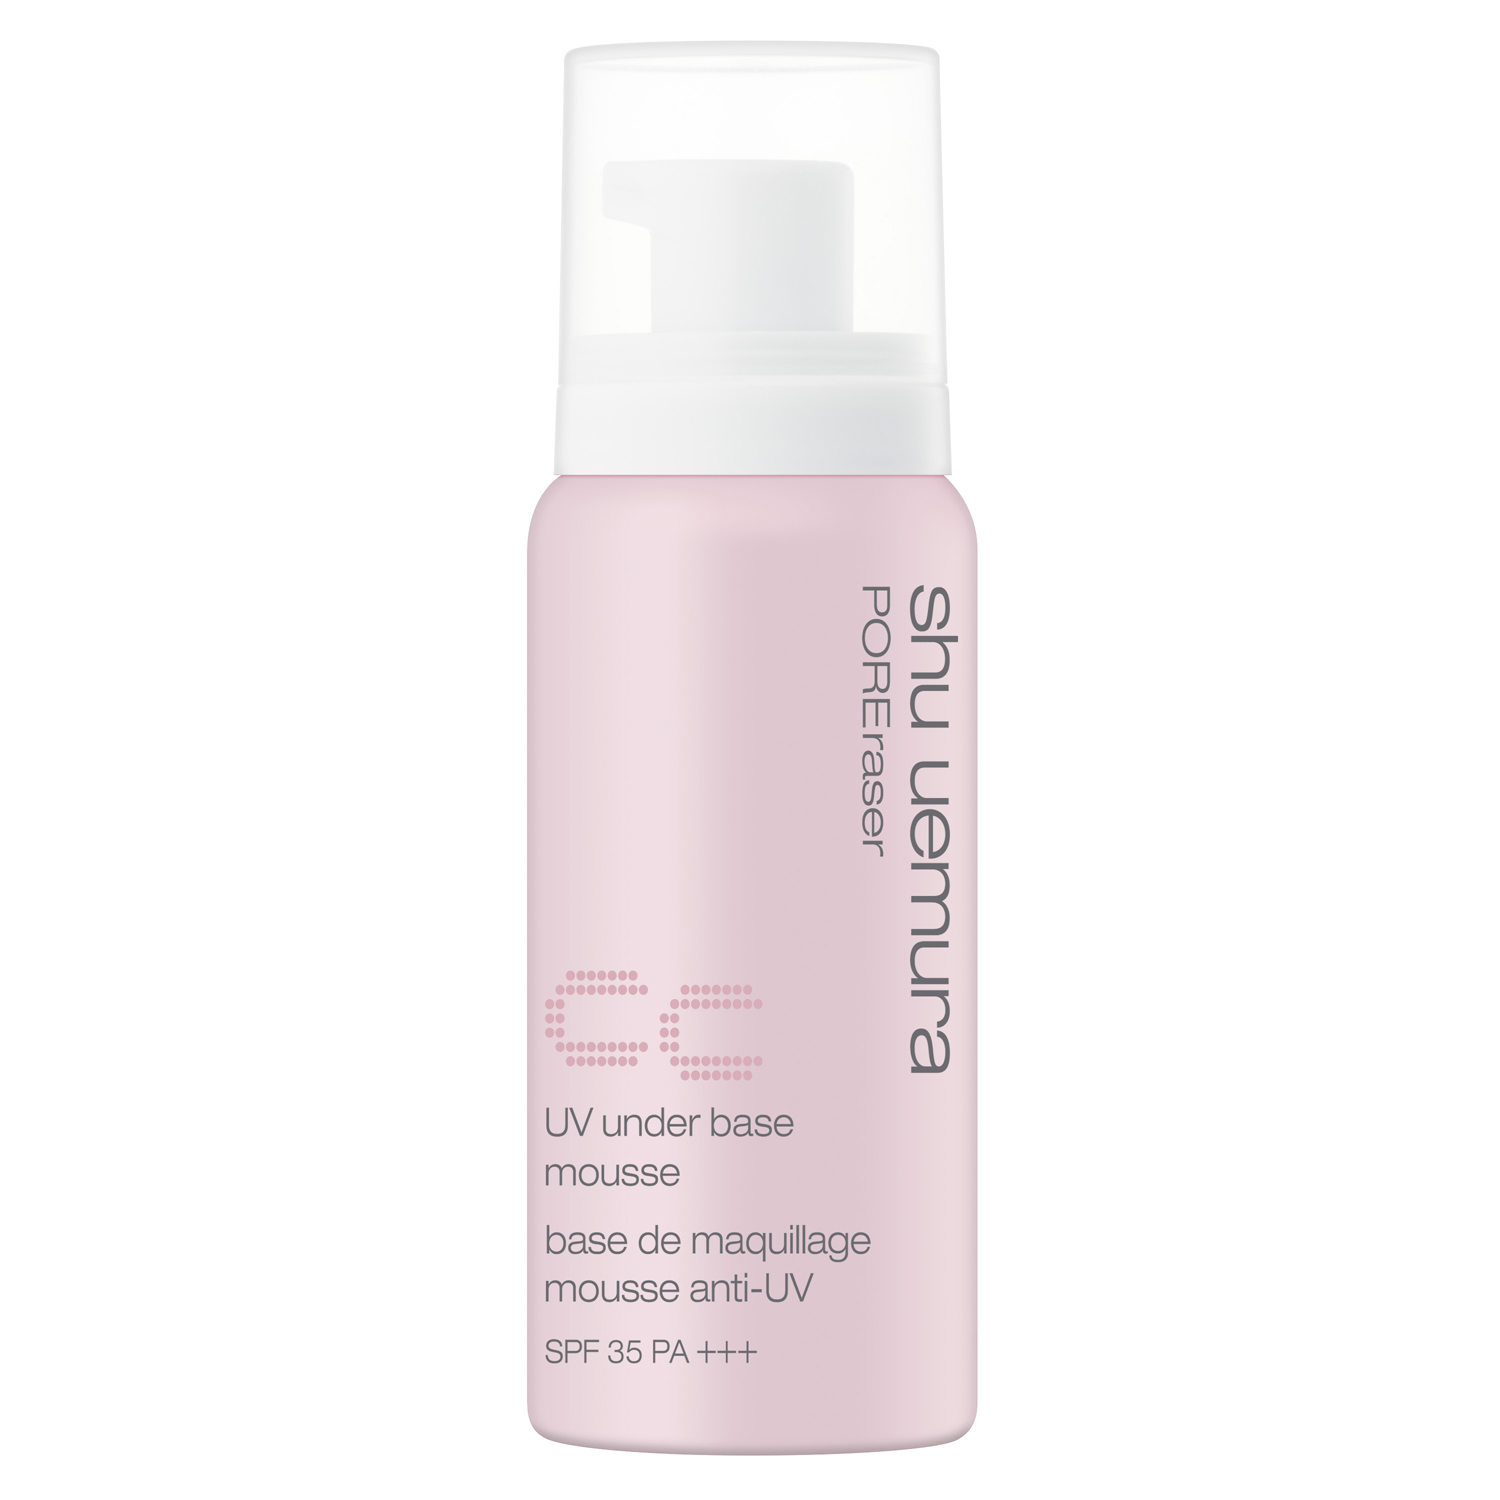 shu uemura
POREraser
CC
UV under base
mousse
base de maquillage
mousse anti-UV
SPF 35 PA +++